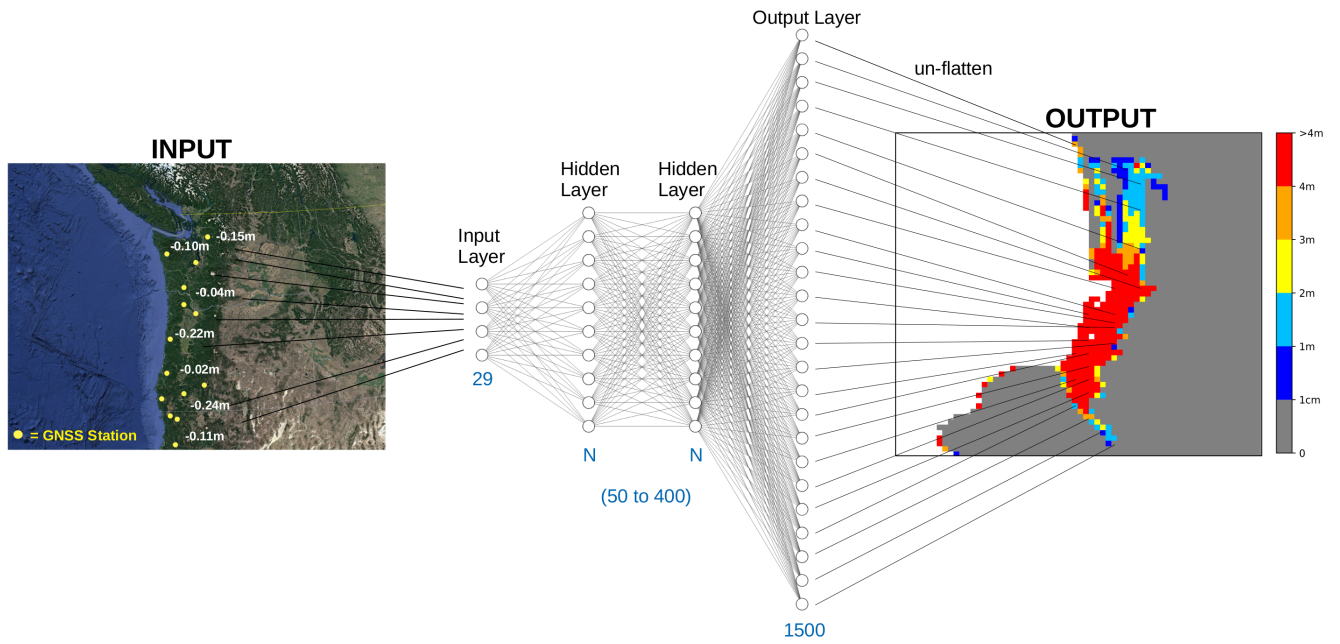 Output Layer
un-flatten
OUTPUT
INPUT
Hidden
Layer
Hidden
Layer
Input
Layer
-0.15m
-0.10m
-0.04m
-0.22m
-0.02m
-0.24m
-0.11m
= GNSS Station
29
N
N
(50 to 400)
1500
>4m
4m
3m
2m
1m
1cm
0